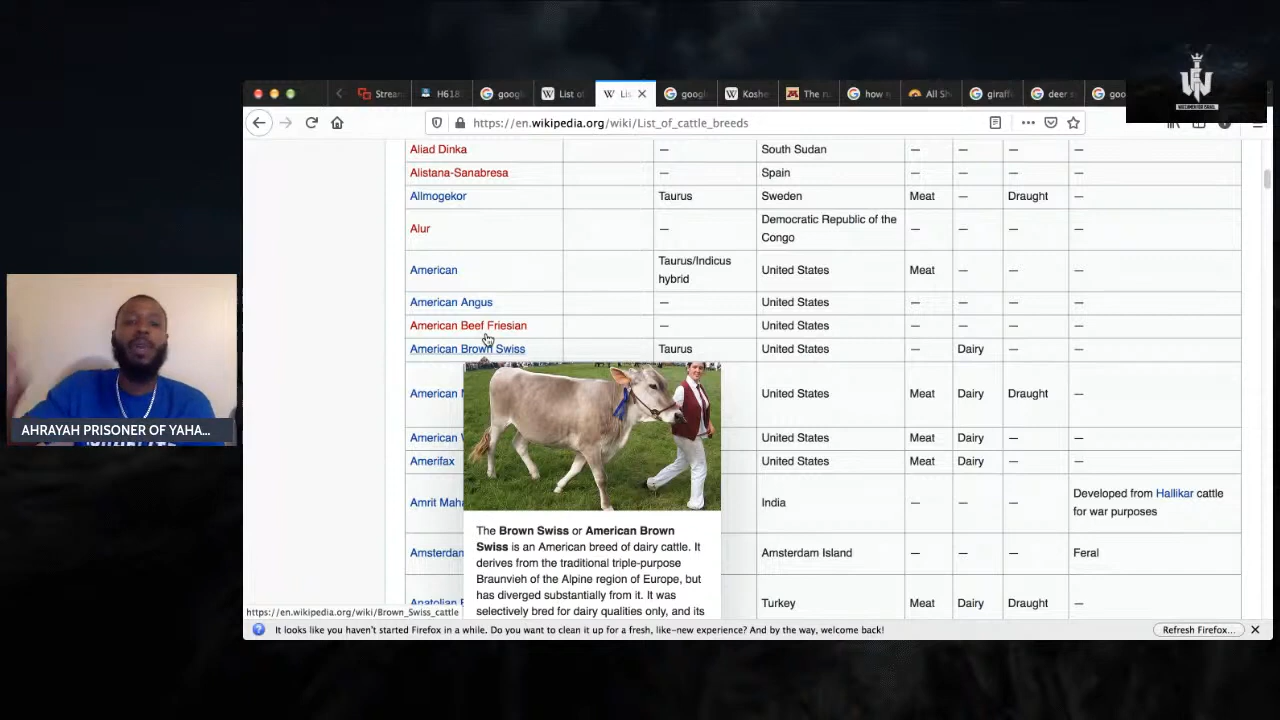 Stream
H618
goog
List of
Lis
goog
Koshe
The ru
how r
All Sh
giraff
deer s
goo
WATCHMEN FOR ISRAEL
https://en.wikipedia.org/wiki/List_of_cattle_breeds
Aliad Dinka — South Sudan — — —
Alistana-Sanabresa — Spain — — — —
Allmogekor Taurus Sweden Meat — Draught —
Alur — Democratic Republic of the Congo — — — —
American Taurus/Indicus hybrid United States Meat — — —
American Angus — United States — — — —
American Beef Friesian — United States — — — —
American Brown Swiss Taurus United States — Dairy — —
American United States Meat Dairy Draught —
American United States Meat Dairy — —
Amerifax United States Meat Dairy — —
Amrit Maha India — — — Developed from Hallikar cattle
for war purposes
Amsterdam Amsterdam Island — — — Feral
Anatolian Turkey Meat Dairy Draught —
The Brown Swiss or American Brown
Swiss is an American breed of dairy cattle. It
derives from the traditional triple-purpose
Braunvieh of the Alpine region of Europe, but
has diverged substantially from it. It was
selectively bred for dairy qualities only, and its
https://en.wikipedia.org/wiki/Brown_Swiss_cattle
It looks like you haven't started Firefox in a while. Do you want to clean it up for a fresh, like-new experience? And by the way, welcome back!
Refresh Firefox...
AHRAYAH PRISONER OF YAHA...